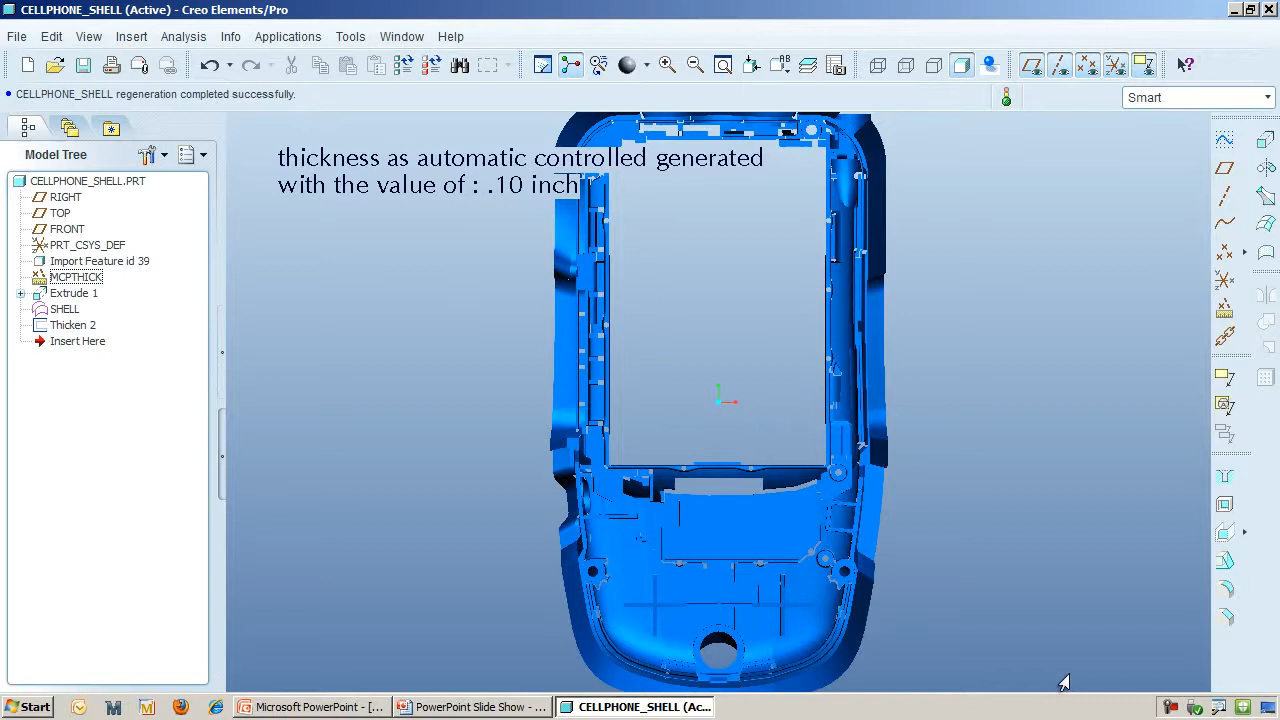 CELLPHONE_SHELL (Active) - Creo Elements/Pro
File Edit View Insert Analysis Info Applications Tools Window Help
CELLPHONE_SHELL regeneration completed successfully.
Smart
Model Tree
CELLPHONE_SHELL.PRT
RIGHT
TOP
FRONT
PRT_CSYS_DEF
Import Feature id 39
MCPTHICK
Extrude 1
SHELL
Thicken 2
Insert Here
thickness as automatic controlled generated
with the value of : .10 inch
Start
Microsoft PowerPoint - [...
PowerPoint Slide Show...
CELLPHONE_SHELL (Ac...